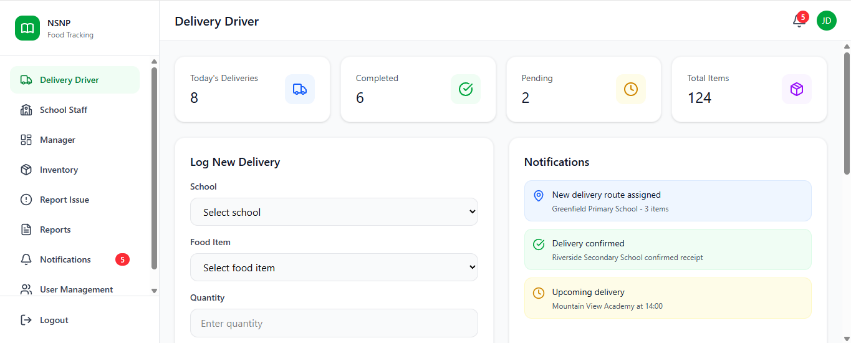 NSNP
Food Tracking
Delivery Driver
School Staff
Manager
Inventory
Report Issue
Reports
Notifications 5
User Management
Logout
Delivery Driver
5 JD
Today's Deliveries
8
Completed
6
Pending
2
Total Items
124
Log New Delivery
School
Select school
Food Item
Select food item
Quantity
Enter quantity
Notifications
New delivery route assigned
Greenfield Primary School - 3 items
Delivery confirmed
Riverside Secondary School confirmed receipt
Upcoming delivery
Mountain View Academy at 14:00